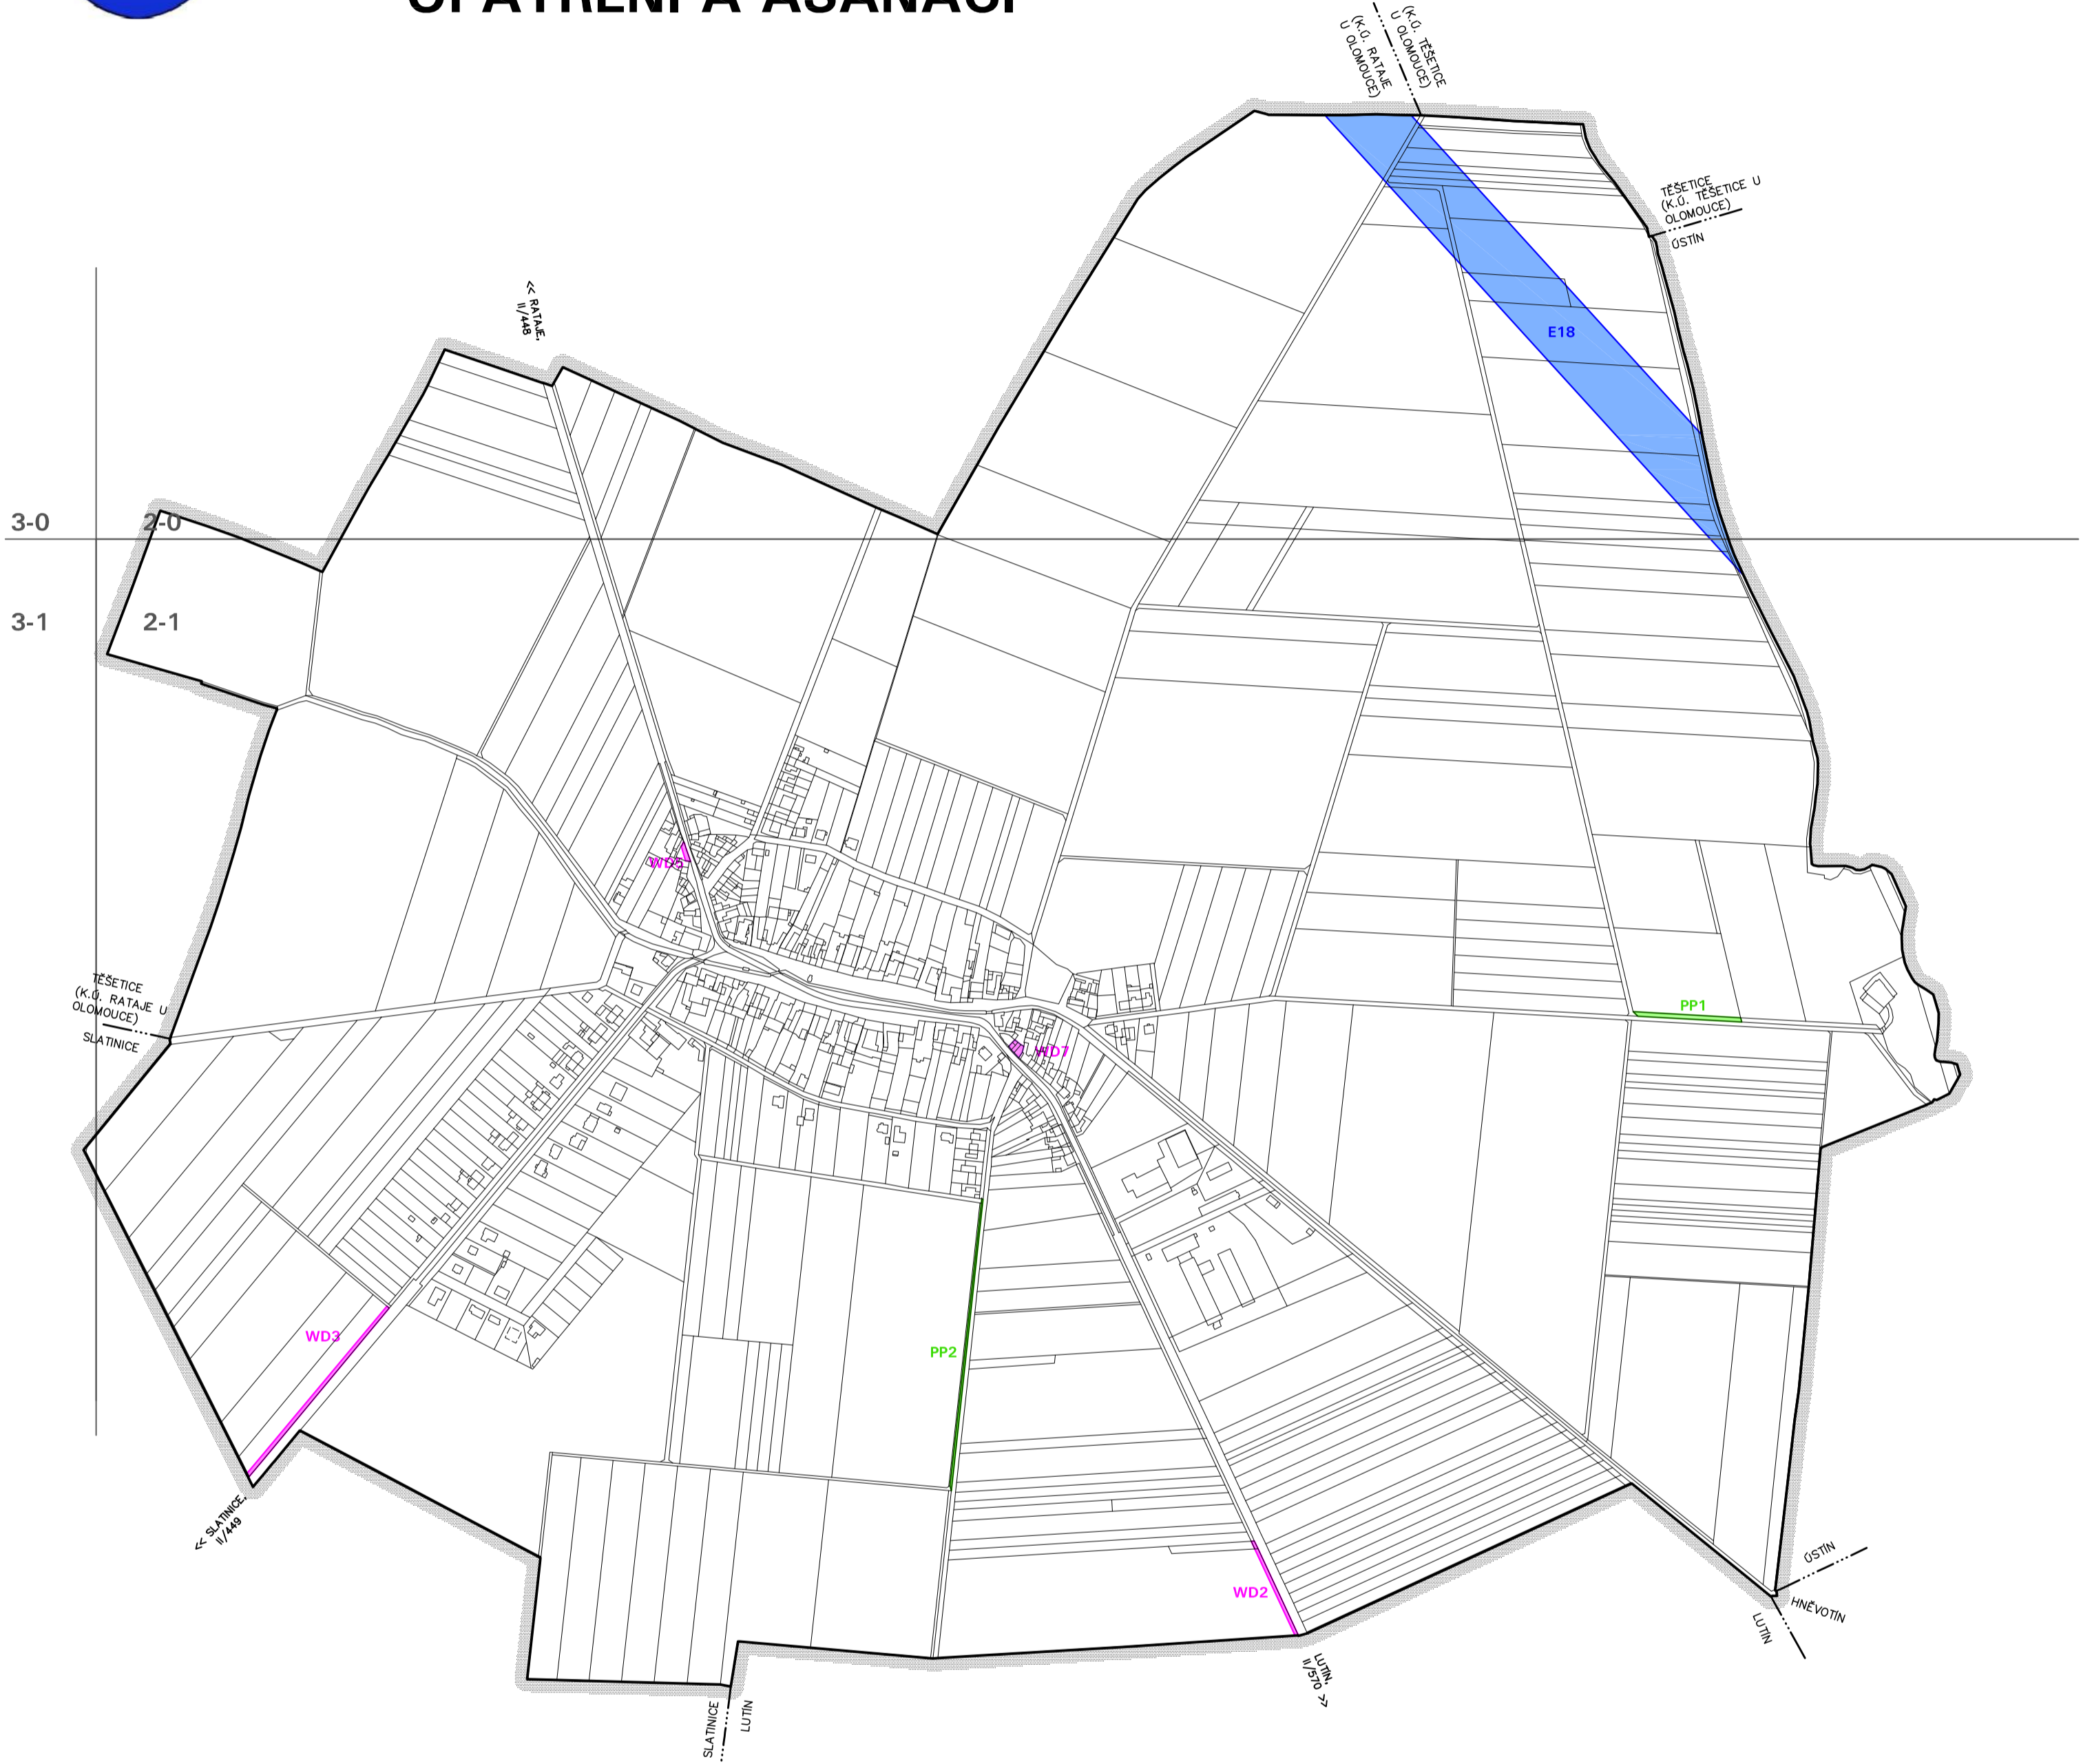 OPATŘENÍ A ASANACÍ
(K.Ú. RATAJE
U OLOMOUCE)
(K.Ú. TĚŠETICE
U OLOMOUCE)
TĚŠETICE
(K.Ú. TĚŠETICE U
OLOMOUCE)
ÚSTÍN
<< RATAJE,
II/448
E18
3-0
2-0
3-1
2-1
WD5
TĚŠETICE
(K.Ú. RATAJE U
OLOMOUCE)
SLATINICE
PP1
WD7
WD3
PP2
<< SLATINICE,
II/449
WD2
ÚSTÍN
HNĚVOTÍN
LUTÍN
LUTÍN,
II/570 >>
SLATINICE
LUTÍN